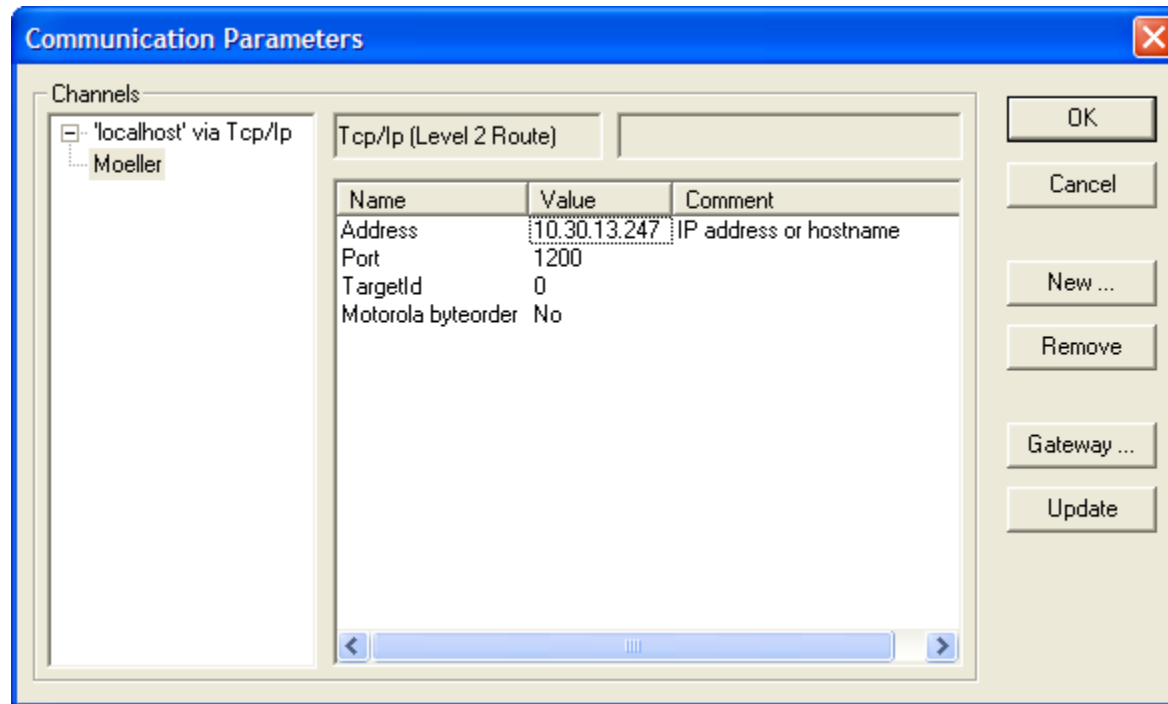 Communication Parameters
Channels
'localhost' via Tcp/Ip
Moeller
Tcp/Ip (Level 2 Route)
Name Value Comment
Address 10.30.13.247 IP address or hostname
Port 1200
TargetId 0
Motorola byteorder No
OK
Cancel
New ...
Remove
Gateway ...
Update